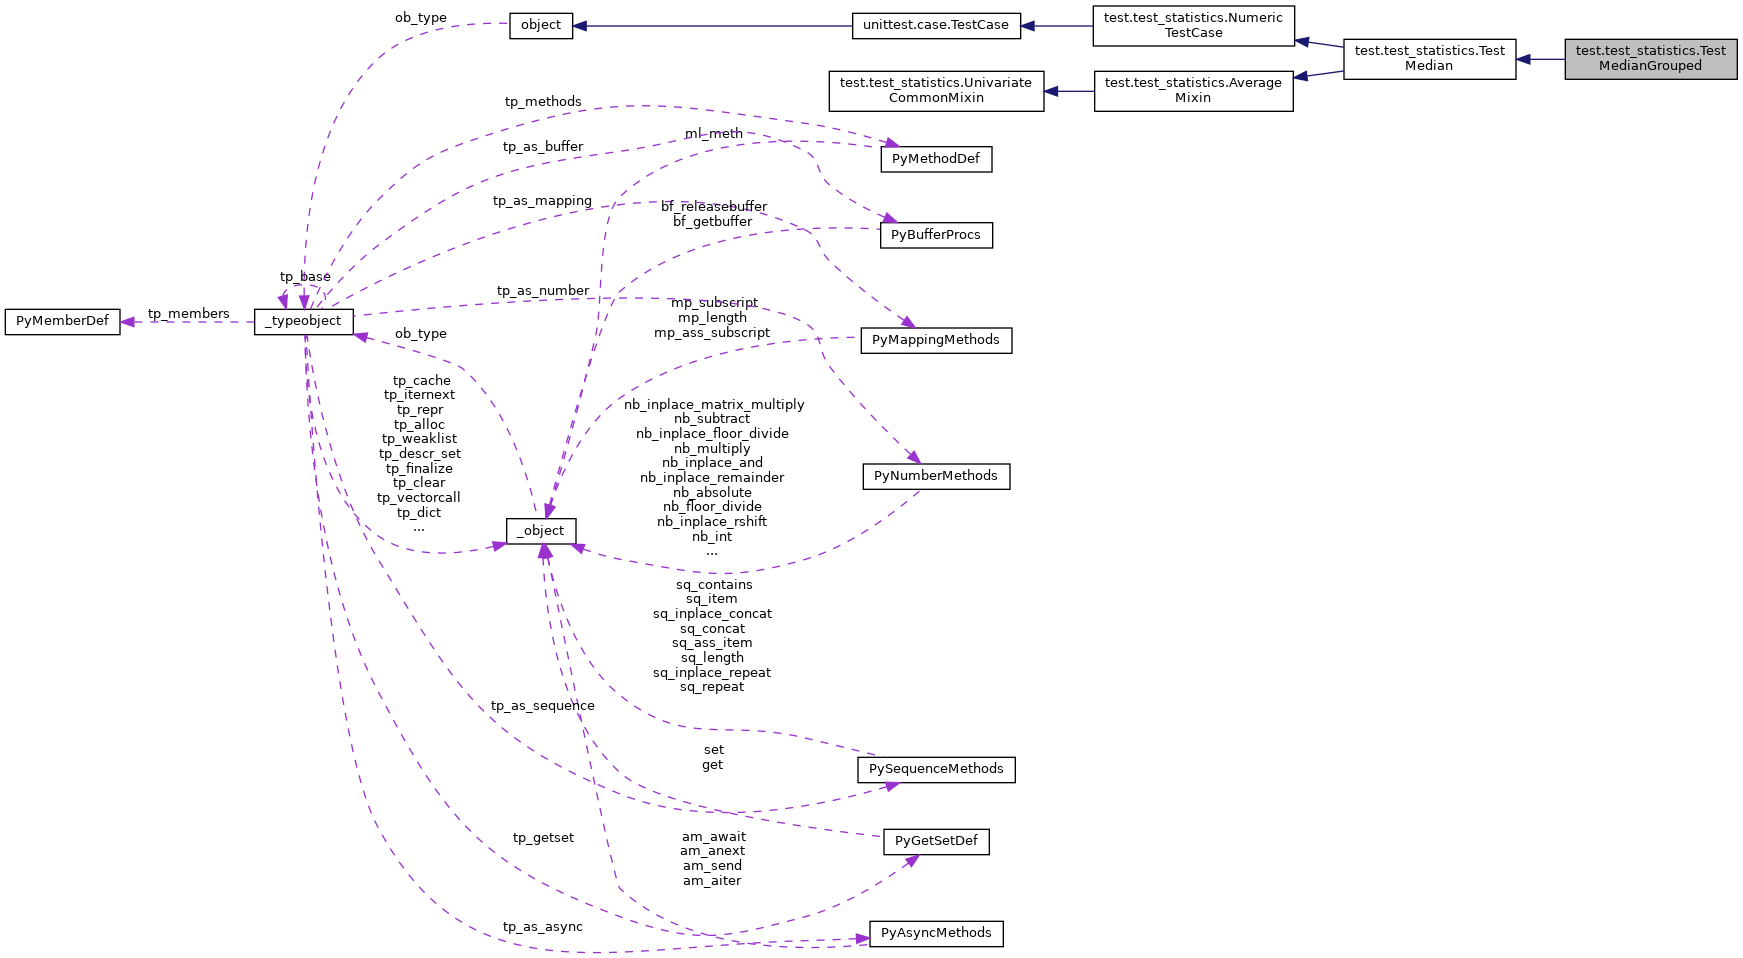 ob_type
object
unittest.case.TestCase
test.test_statistics.Numeric
TestCase
test.test_statistics.Test
Median
test.test_statistics.Test
MedianGrouped
test.test_statistics.Univariate
CommonMixin
test.test_statistics.Average
Mixin
tp_methods
ml_meth
tp_as_buffer
PyMethodDef
tp_as_mapping
bf_releasebuffer
bf_getbuffer
PyBufferProcs
tp_base
tp_as_number
mp_subscript
mp_length
mp_ass_subscript
PyMemberDef
tp_members
_typeobject
ob_type
PyMappingMethods
tp_cache
tp_iternext
tp_repr
tp_alloc
tp_weaklist
tp_descr_set
tp_finalize
tp_clear
tp_vectorcall
tp_dict
...
nb_inplace_matrix_multiply
nb_subtract
nb_inplace_floor_divide
nb_multiply
nb_inplace_and
nb_inplace_remainder
nb_absolute
nb_floor_divide
nb_inplace_rshift
nb_int
...
PyNumberMethods
_object
sq_contains
sq_item
sq_inplace_concat
sq_concat
sq_ass_item
sq_length
sq_inplace_repeat
sq_repeat
tp_as_sequence
set
get
PySequenceMethods
tp_getset
am_await
am_anext
am_send
am_aiter
PyGetSetDef
tp_as_async
PyAsyncMethods